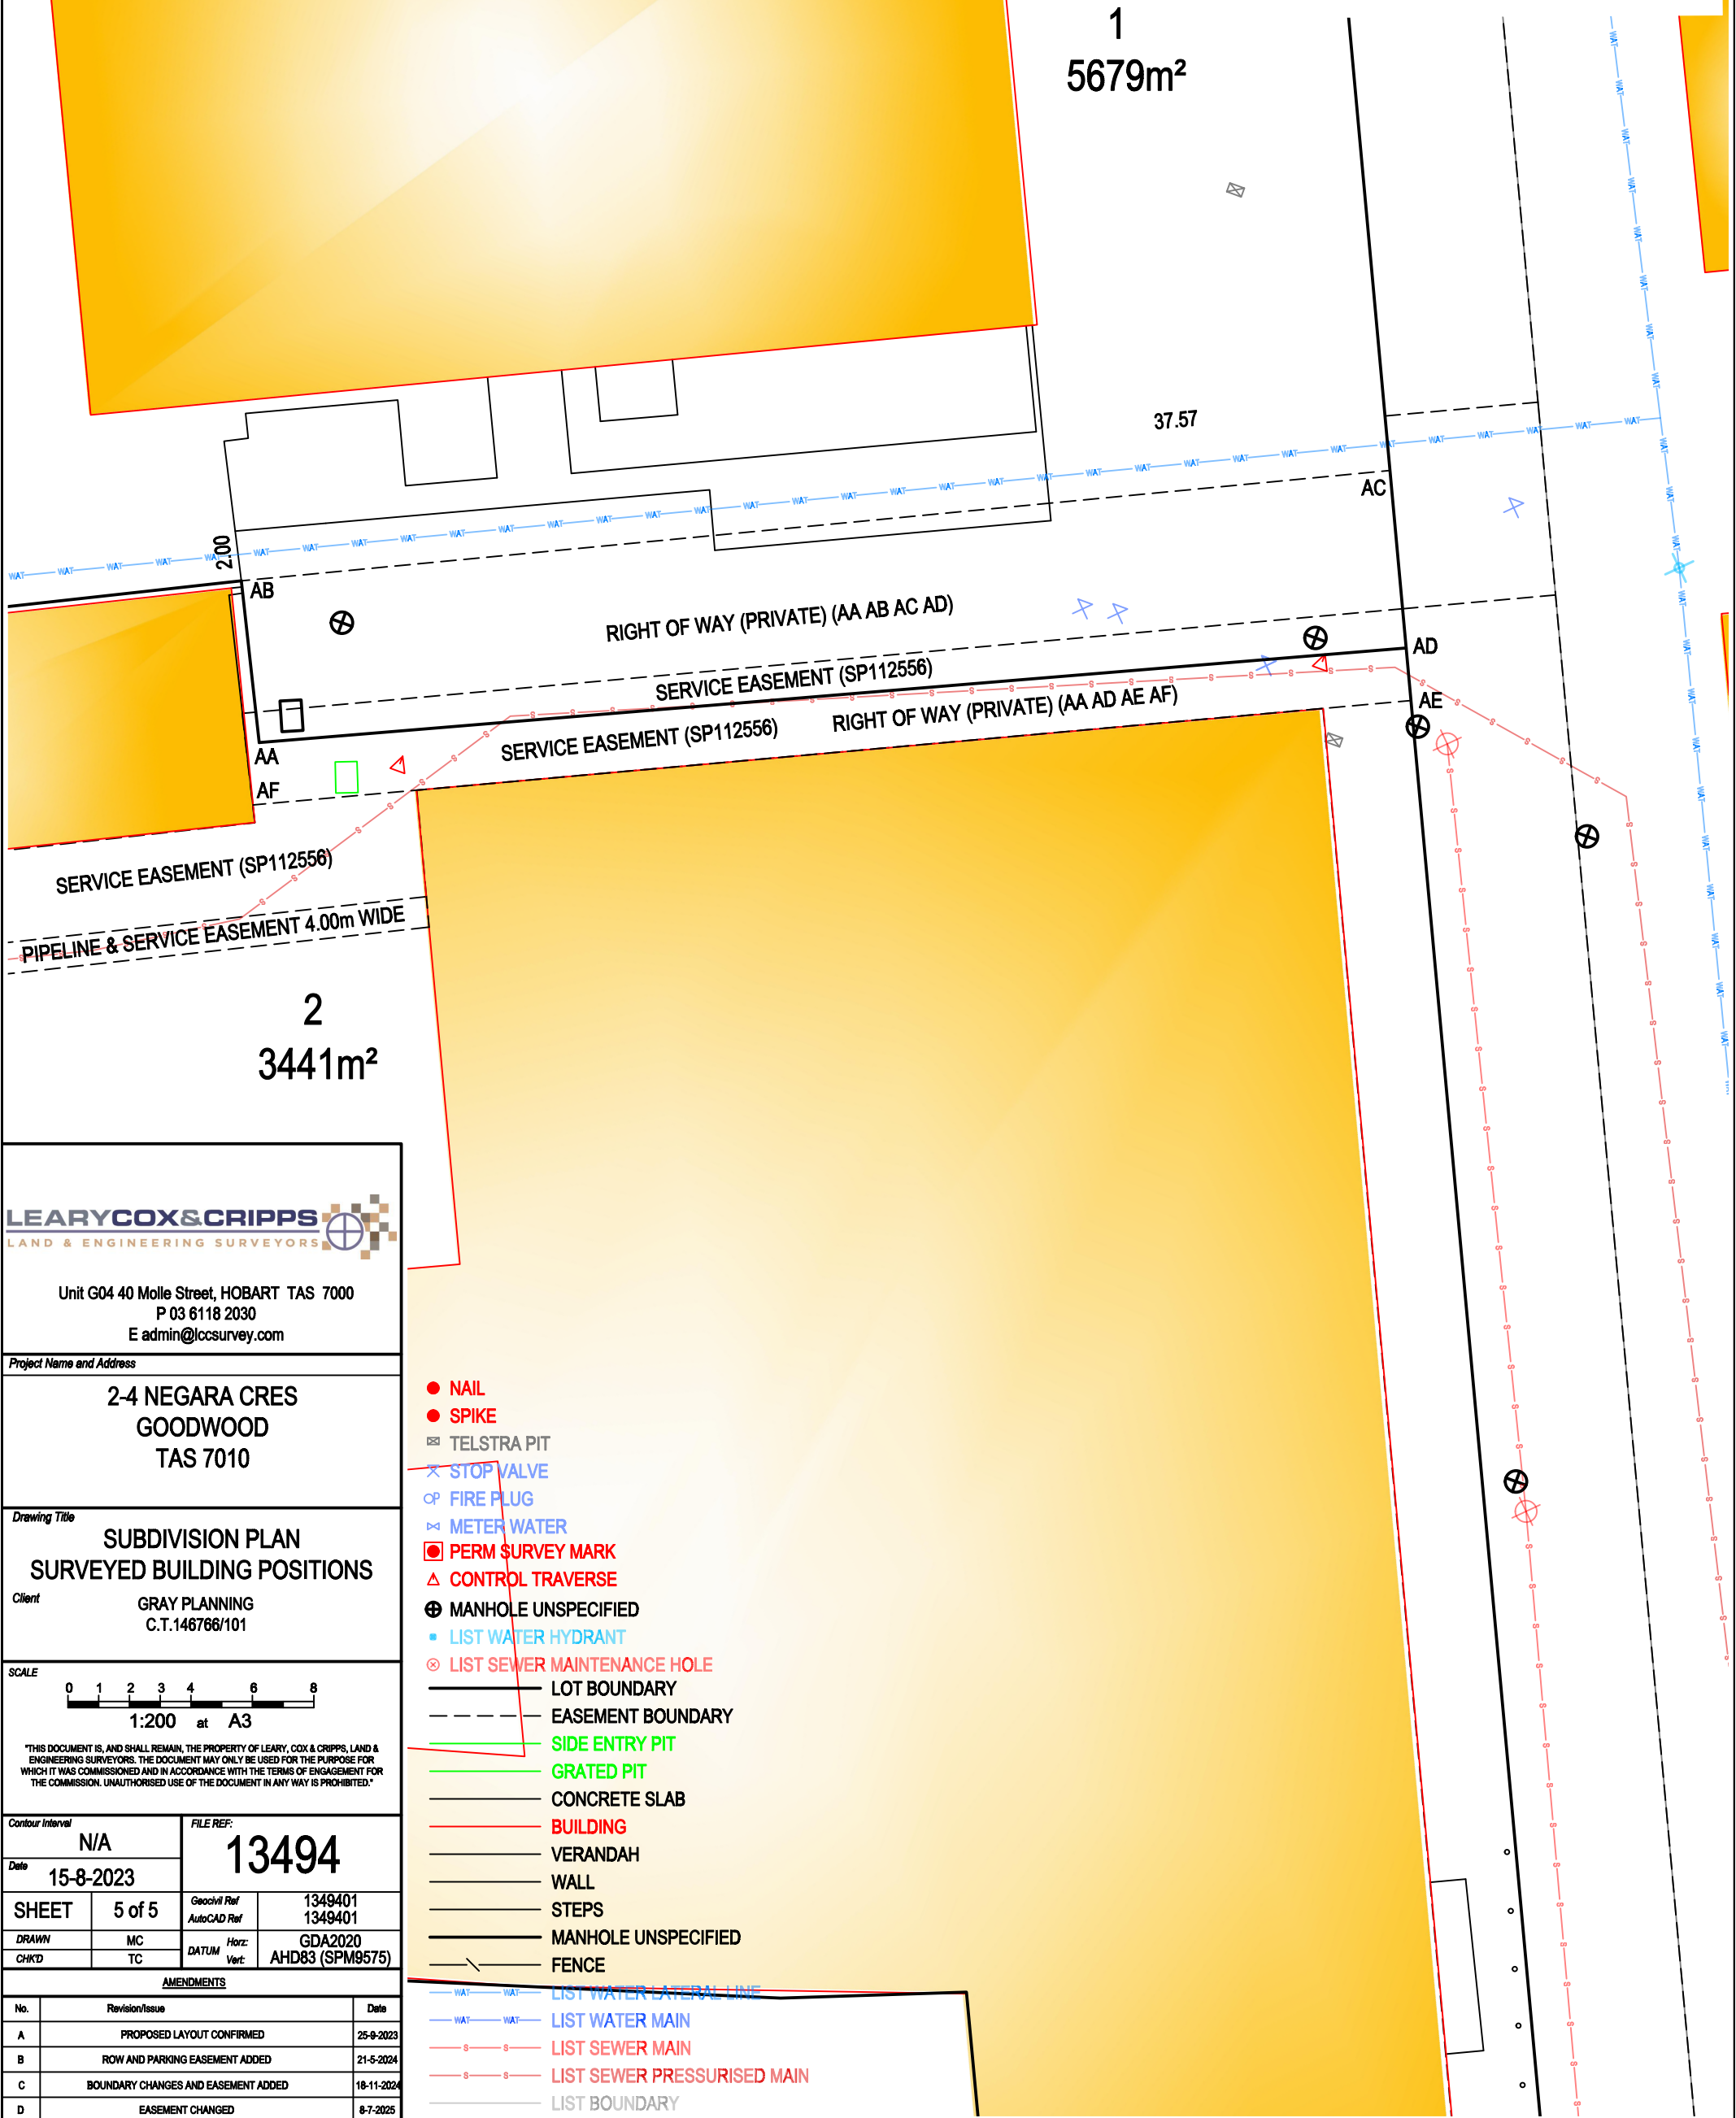 1
5679m²
37.57
AC
2.00
AB
RIGHT OF WAY (PRIVATE) (AA AB AC AD)
AD
SERVICE EASEMENT (SP112556)
RIGHT OF WAY (PRIVATE) (AA AD AE AF)
AE
SERVICE EASEMENT (SP112556)
AA
AF
SERVICE EASEMENT (SP112556)
PIPELINE & SERVICE EASEMENT 4.00m WIDE
2
3441m²
LEARYCOX&CRIPPS
LAND & ENGINEERING SURVEYORS
Unit G04 40 Molle Street, HOBART TAS 7000
P 03 6118 2030
E admin@lccsurvey.com
Project Name and Address
2-4 NEGARA CRES
GOODWOOD
TAS 7010
Drawing Title
SUBDIVISION PLAN
SURVEYED BUILDING POSITIONS
Client
GRAY PLANNING
C.T.146766/101
SCALE
0 1 2 3 4 6 8
1:200 at A3
"THIS DOCUMENT IS, AND SHALL REMAIN, THE PROPERTY OF LEARY, COX & CRIPPS, LAND &
ENGINEERING SURVEYORS. THE DOCUMENT MAY ONLY BE USED FOR THE PURPOSE FOR
WHICH IT WAS COMMISSIONED AND IN ACCORDANCE WITH THE TERMS OF ENGAGEMENT FOR
THE COMMISSION. UNAUTHORISED USE OF THE DOCUMENT IN ANY WAY IS PROHIBITED."
Contour Interval
N/A
FILE REF:
13494
Date
15-8-2023
SHEET 5 of 5
Geocivil Ref 1349401
AutoCAD Ref 1349401
DRAWN MC
CHK'D TC
DATUM Horz: GDA2020
Vert: AHD83 (SPM9575)
AMENDMENTS
No. Revision/Issue Date
A PROPOSED LAYOUT CONFIRMED 25-9-2023
B ROW AND PARKING EASEMENT ADDED 21-5-2024
C BOUNDARY CHANGES AND EASEMENT ADDED 18-11-2024
D EASEMENT CHANGED 8-7-2025
NAIL
SPIKE
TELSTRA PIT
STOP VALVE
FIRE PLUG
METER WATER
PERM SURVEY MARK
CONTROL TRAVERSE
MANHOLE UNSPECIFIED
LIST WATER HYDRANT
LIST SEWER MAINTENANCE HOLE
LOT BOUNDARY
EASEMENT BOUNDARY
SIDE ENTRY PIT
GRATED PIT
CONCRETE SLAB
BUILDING
VERANDAH
WALL
STEPS
MANHOLE UNSPECIFIED
FENCE
WAT WAT LIST WATER LATERAL LINE
WAT WAT LIST WATER MAIN
S S LIST SEWER MAIN
S S LIST SEWER PRESSURISED MAIN
LIST BOUNDARY